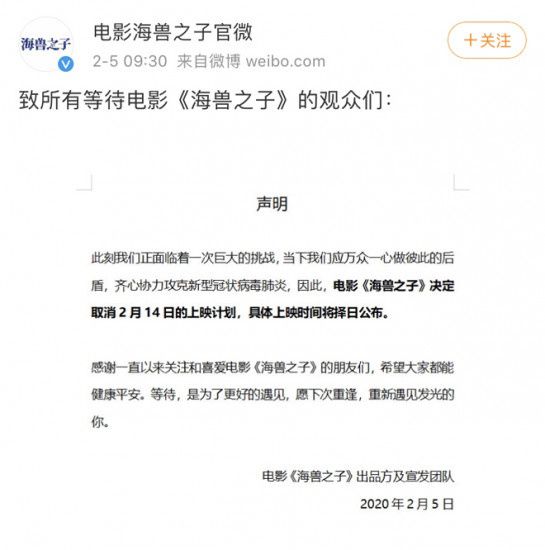 海兽之子
电影海兽之子官微
2-5 09:30 来自微博 weibo.com
+关注
致所有等待电影《海兽之子》的观众们：
声明
此刻我们正面临着一次巨大的挑战，当下我们应万众一心做彼此的后
盾，齐心协力攻克新型冠状病毒肺炎，因此，电影《海兽之子》决定
取消 2 月 14 日的上映计划，具体上映时间将择日公布。
感谢一直以来关注和喜爱电影《海兽之子》的朋友们，希望大家都能
健康平安。等待，是为了更好的遇见，愿下次重逢，重新遇见发光的
你。
电影《海兽之子》出品方及宣发团队
2020 年 2 月 5 日